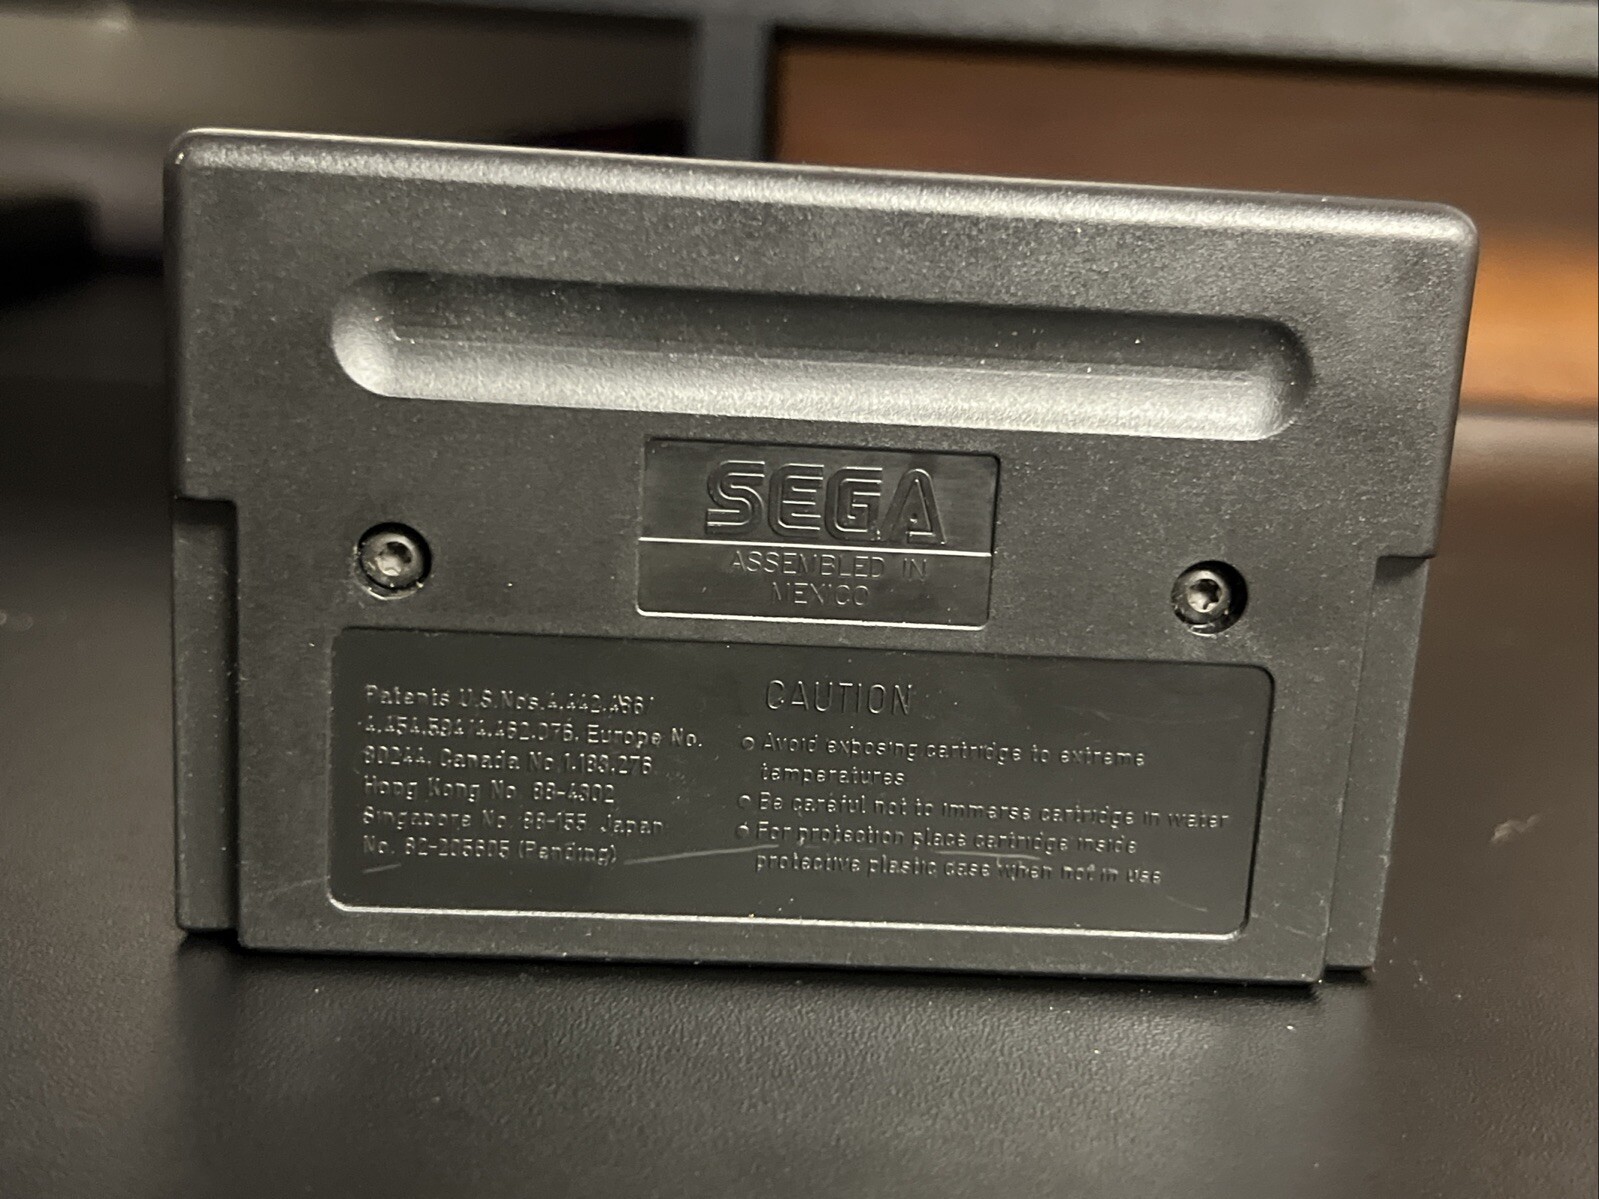 SEGA
ASSEMBLED IN
MEXICO
Patents U.S.Nos.4,442,486/
4,454,594/4,462,076, Europe No.
80244, Canada No.1,183,276
Hong Kong No. 88-4302
Singapore No. 88-155 Japan
No. 82-205605 (Pending)
CAUTION
○ Avoid exposing cartridge to extreme
temperatures
○ Be careful not to immerse cartridge in water
○ For protection place cartridge inside
protective plastic case when not in use